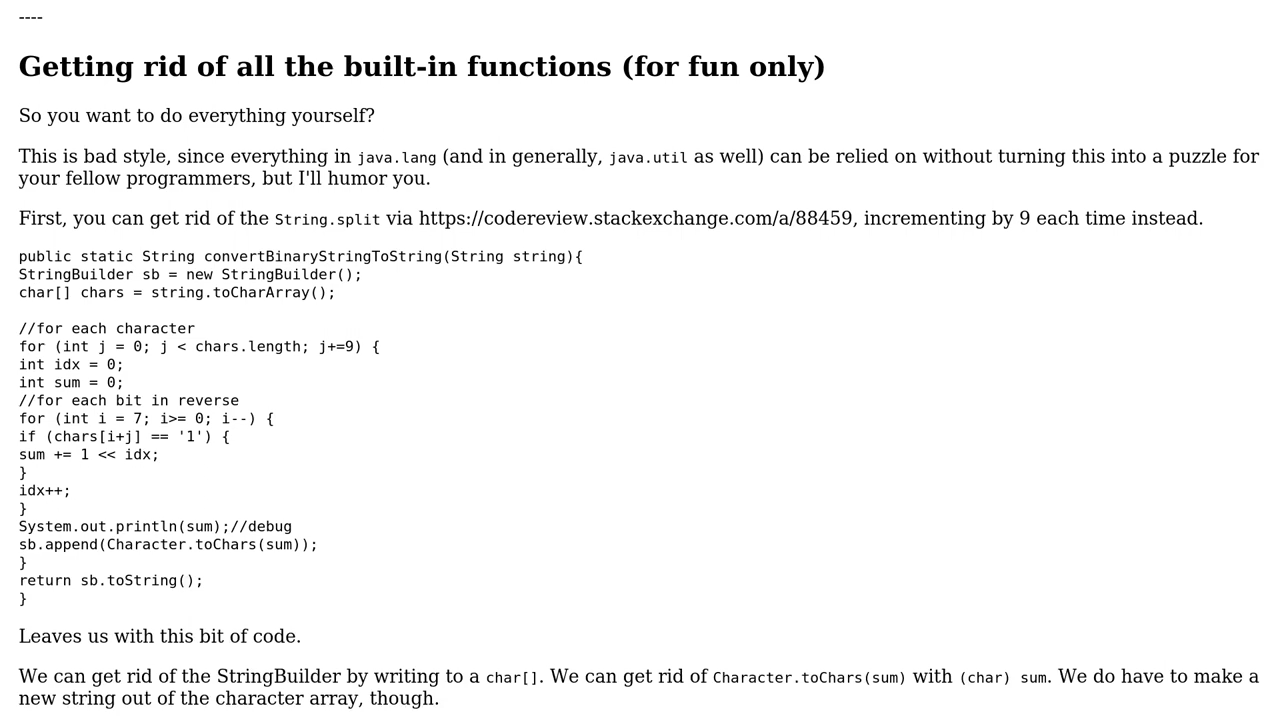 ----
Getting rid of all the built-in functions (for fun only)
So you want to do everything yourself?
This is bad style, since everything in java.lang (and in generally, java.util as well) can be relied on without turning this into a puzzle for
your fellow programmers, but I'll humor you.
First, you can get rid of the String.split via https://codereview.stackexchange.com/a/88459, incrementing by 9 each time instead.
public static String convertBinaryStringToString(String string){
StringBuilder sb = new StringBuilder();
char[] chars = string.toCharArray();
//for each character
for (int j = 0; j < chars.length; j+=9) {
int idx = 0;
int sum = 0;
//for each bit in reverse
for (int i = 7; i>= 0; i--) {
if (chars[i+j] == '1') {
sum += 1 << idx;
}
idx++;
}
System.out.println(sum);//debug
sb.append(Character.toChars(sum));
}
return sb.toString();
}
Leaves us with this bit of code.
We can get rid of the StringBuilder by writing to a char[]. We can get rid of Character.toChars(sum) with (char) sum. We do have to make a
new string out of the character array, though.